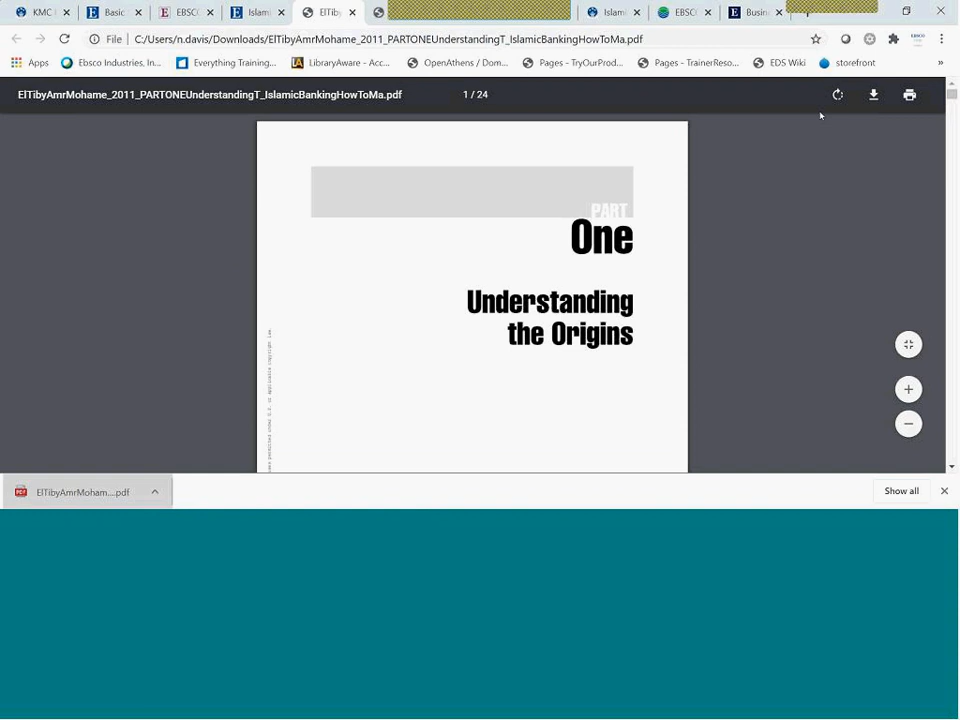 KMC
Basic
EBSC
Islami
ElTiby
Islami
EBSC
Busin
File | C:/Users/n.davis/Downloads/ElTibyAmrMohame_2011_PARTONEUnderstandingT_IslamicBankingHowToMa.pdf
Apps
Ebsco Industries, In...
Everything Training...
LibraryAware - Acc...
OpenAthens / Dom...
Pages - TryOurProd...
Pages - TrainerReso...
EDS Wiki
storefront
»
ElTibyAmrMohame_2011_PARTONEUnderstandingT_IslamicBankingHowToMa.pdf
1 / 24
PART
One
Understanding
the Origins
ElTibyAmrMoham....pdf
Show all